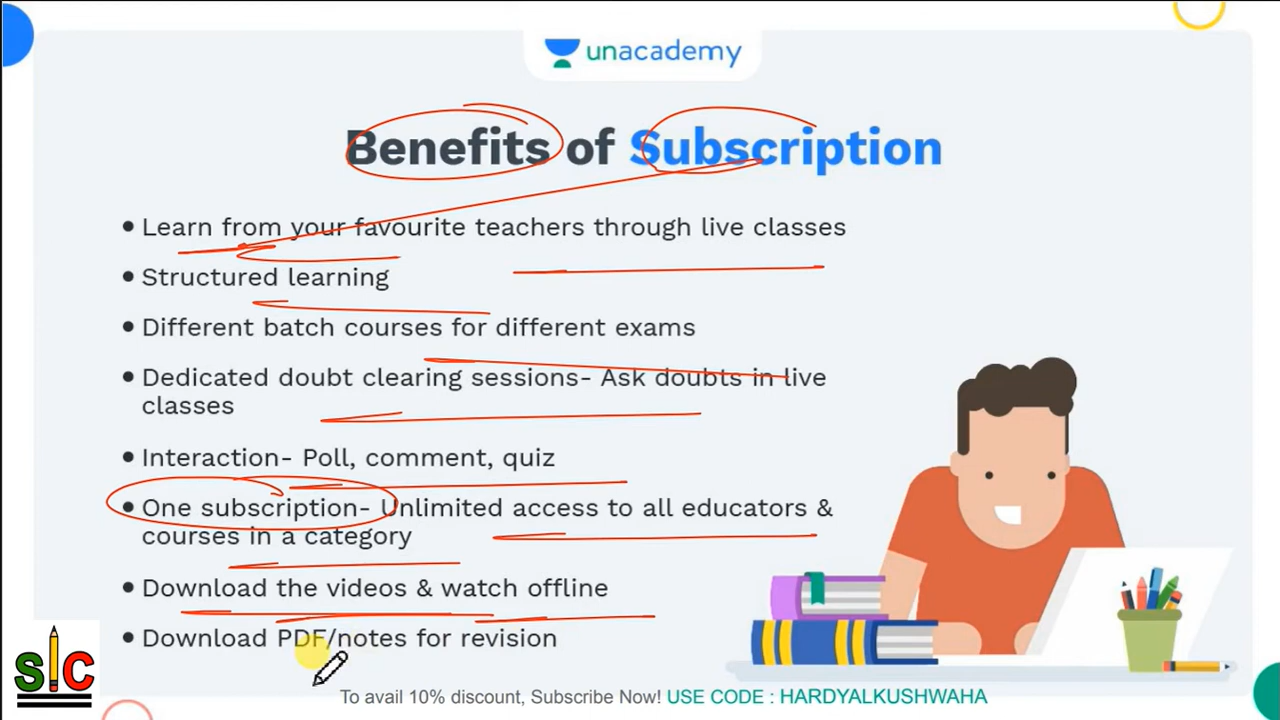 unacademy
Benefits of Subscription
• Learn from your favourite teachers through live classes
• Structured learning
• Different batch courses for different exams
• Dedicated doubt clearing sessions- Ask doubts in live
classes
• Interaction- Poll, comment, quiz
• One subscription- Unlimited access to all educators &
courses in a category
• Download the videos & watch offline
• Download PDF/notes for revision
SIC
To avail 10% discount, Subscribe Now! USE CODE : HARDYALKUSHWAHA